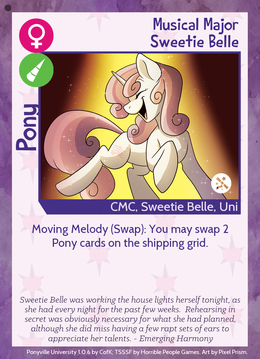 Musical Major
Sweetie Belle
Pony
CMC, Sweetie Belle, Uni
Moving Melody (Swap): You may swap 2
Pony cards on the shipping grid.
Sweetie Belle was working the house lights herself tonight, as
she had every night for the past few weeks. Rehearsing in
secret was obviously necessary for what she had planned,
although she did miss having a few rapt sets of ears to
appreciate her talents. - Emerging Harmony
Ponyville University 1.0.6 by CofK; TSSSF by Horrible People Games. Art by Pixel Prism.